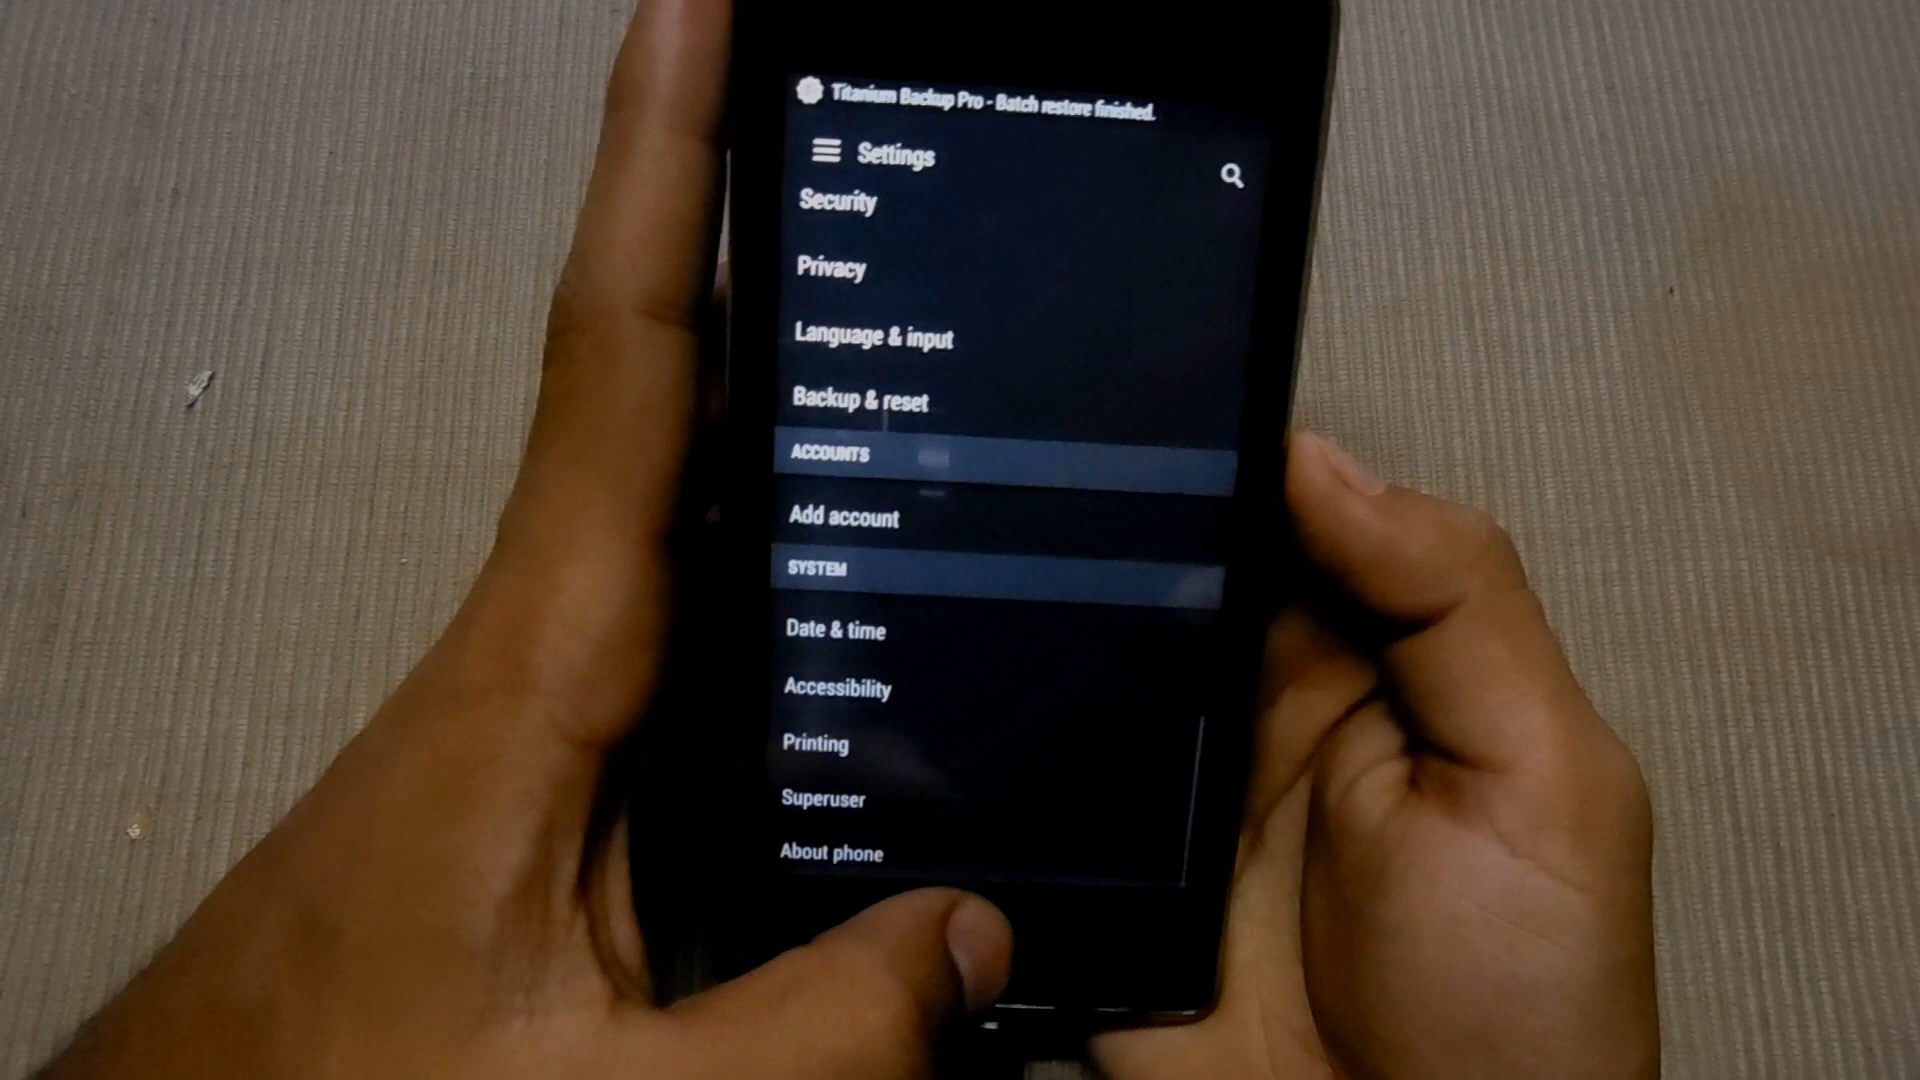 Titanium Backup Pro - Batch restore finished.
Settings
Security
Privacy
Language & input
Backup & reset
ACCOUNTS
Add account
SYSTEM
Date & time
Accessibility
Printing
Superuser
About phone